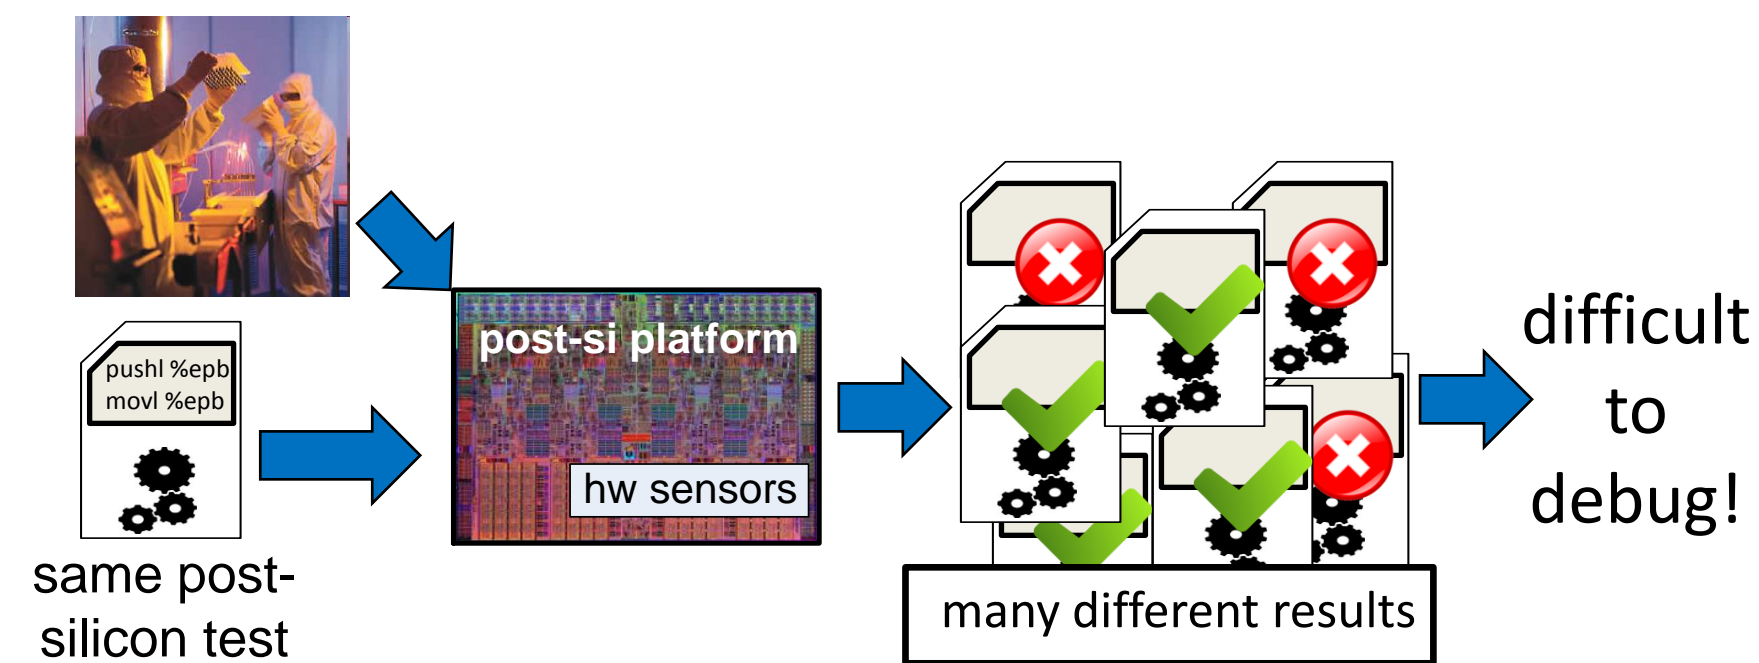 pushl %epb
movl %epb
same post-
silicon test
post-si platform
hw sensors
many different results
difficult
to
debug!